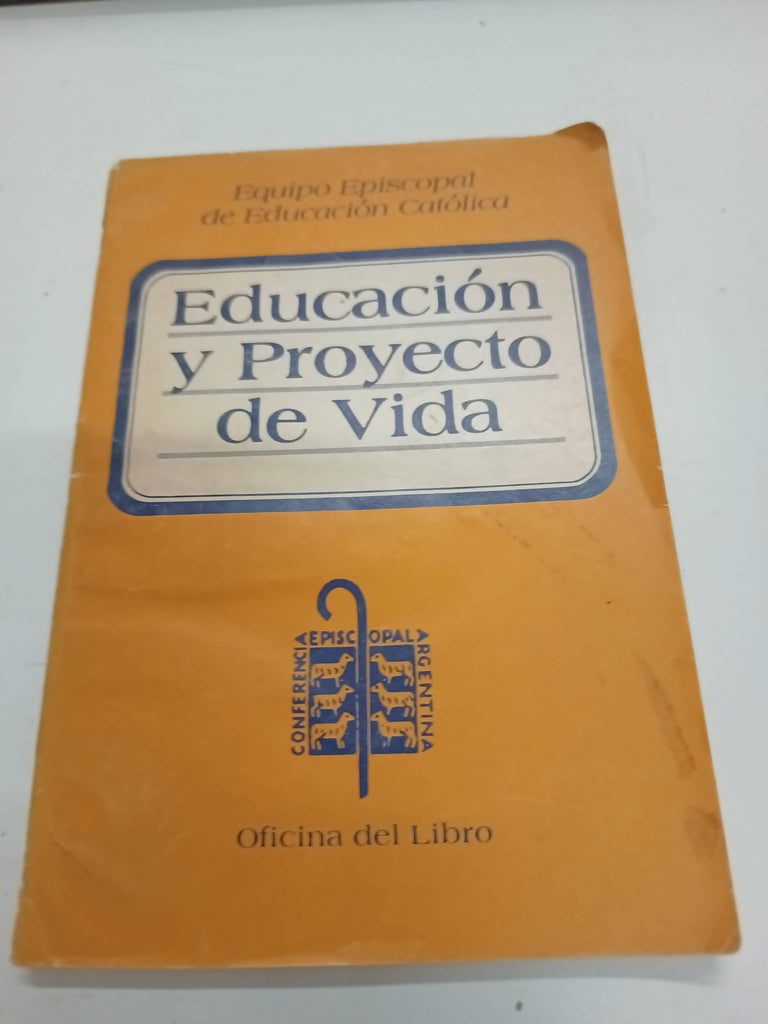 Equipo Episcopal
de Educación Católica
Educación
y Proyecto
de Vida
CONFERENCIA
EPISCOPAL
ARGENTINA
Oficina del Libro